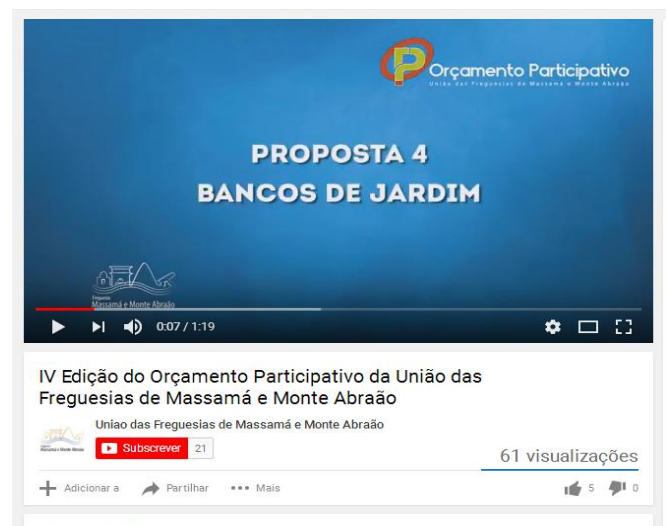 Orçamento Participativo
União das Freguesias de Massamá e Monte Abraão
PROPOSTA 4
BANCOS DE JARDIM
Freguesia
Massamá e Monte Abraão
0:07 / 1:19
IV Edição do Orçamento Participativo da União das
Freguesias de Massamá e Monte Abraão
Uniao das Freguesias de Massamá e Monte Abraão
Subscrever 21
61 visualizações
Adicionar a Partilhar Mais
5 0